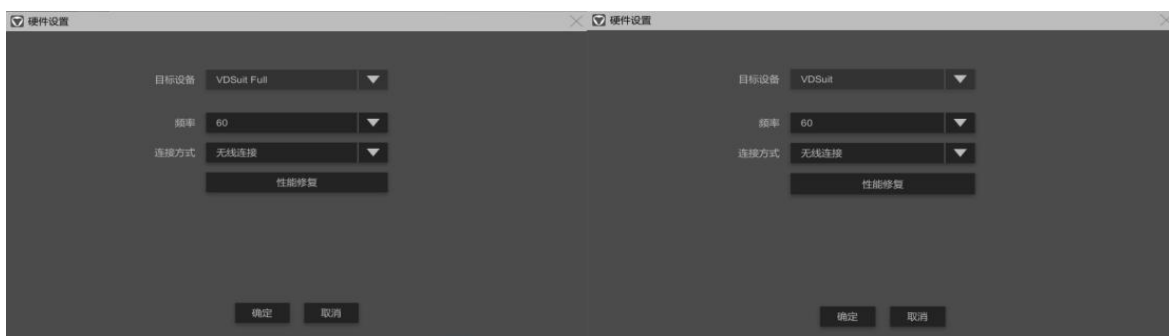 硬件设置
目标设备 VDSuit Full
频率 60
连接方式 无线连接
性能修复
确定 取消
硬件设置
目标设备 VDSuit
频率 60
连接方式 无线连接
性能修复
确定 取消